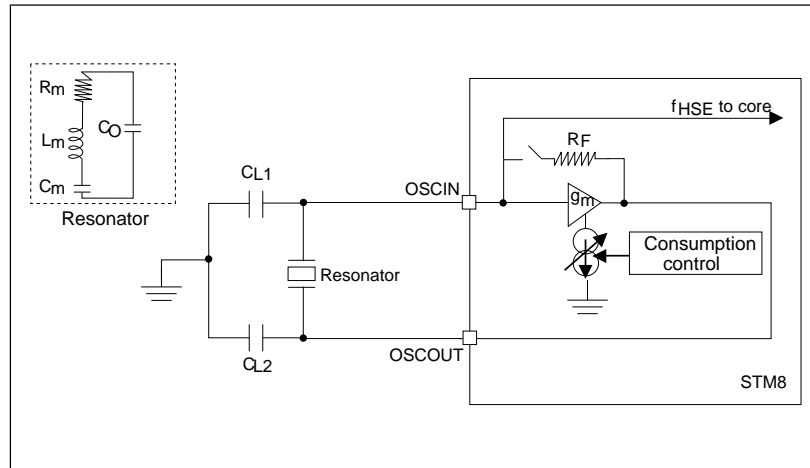 Rm
Lm
CO
Cm
Resonator
CL1
CL2
Resonator
OSCIN
OSCOUT
fHSE to core
RF
gm
Consumption
control
STM8